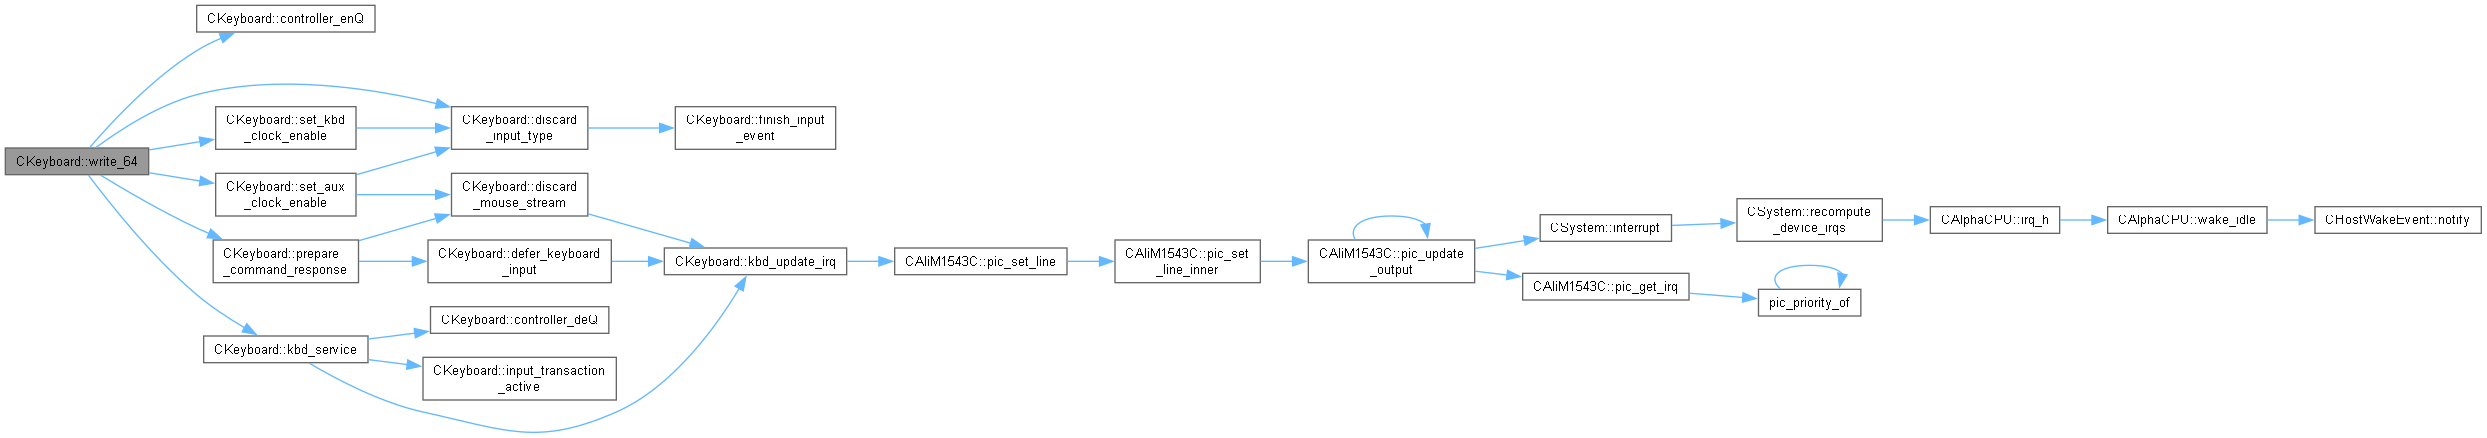 CKeyboard::write_64
CKeyboard::controller_enQ
CKeyboard::set_kbd
_clock_enable
CKeyboard::set_aux
_clock_enable
CKeyboard::prepare
_command_response
CKeyboard::kbd_service
CKeyboard::discard
_input_type
CKeyboard::discard
_mouse_stream
CKeyboard::defer_keyboard
_input
CKeyboard::controller_deQ
CKeyboard::input_transaction
_active
CKeyboard::finish_input
_event
CKeyboard::kbd_update_irq
CAliM1543C::pic_set_line
CAliM1543C::pic_set
_line_inner
CAliM1543C::pic_update
_output
CSystem::interrupt
CAliM1543C::pic_get_irq
CSystem::recompute
_device_irqs
pic_priority_of
CAlphaCPU::irq_h
CAlphaCPU::wake_idle
CHostWakeEvent::notify